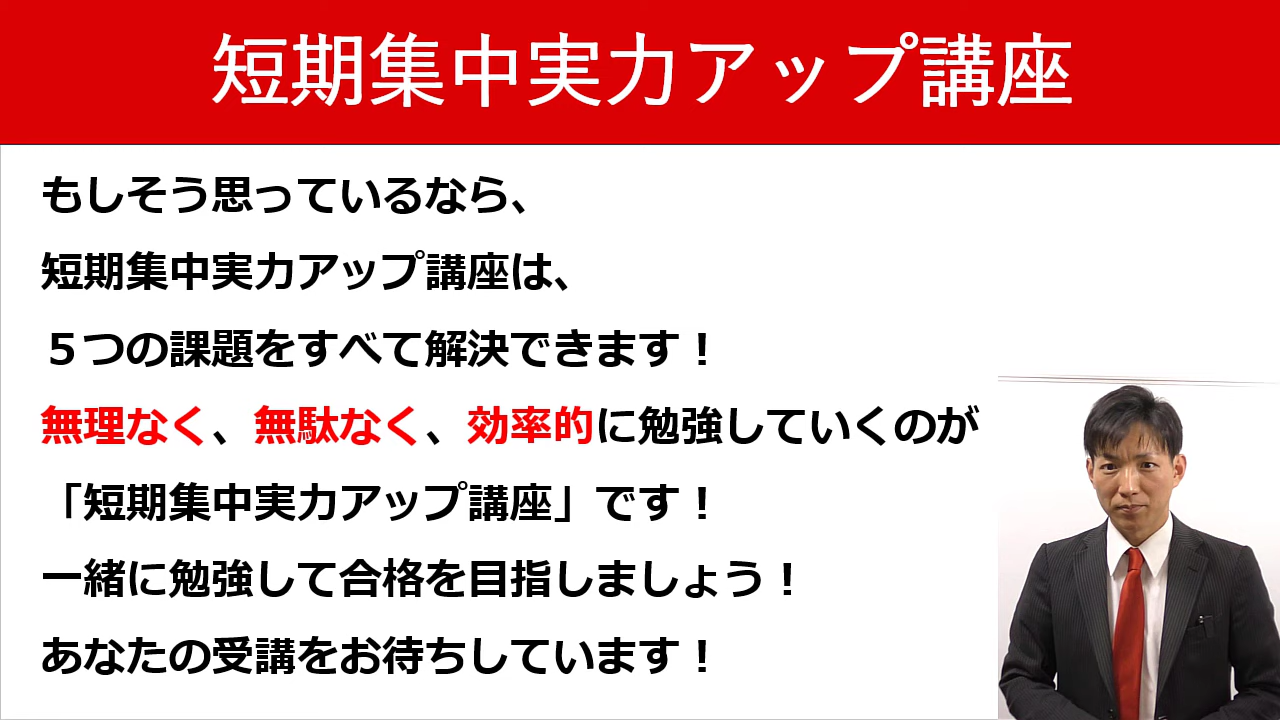 短期集中実力アップ講座
もしそう思っているなら、
短期集中実力アップ講座は、
５つの課題をすべて解決できます！
無理なく、無駄なく、効率的に勉強していくのが
「短期集中実力アップ講座」です！
一緒に勉強して合格を目指しましょう！
あなたの受講をお待ちしています！